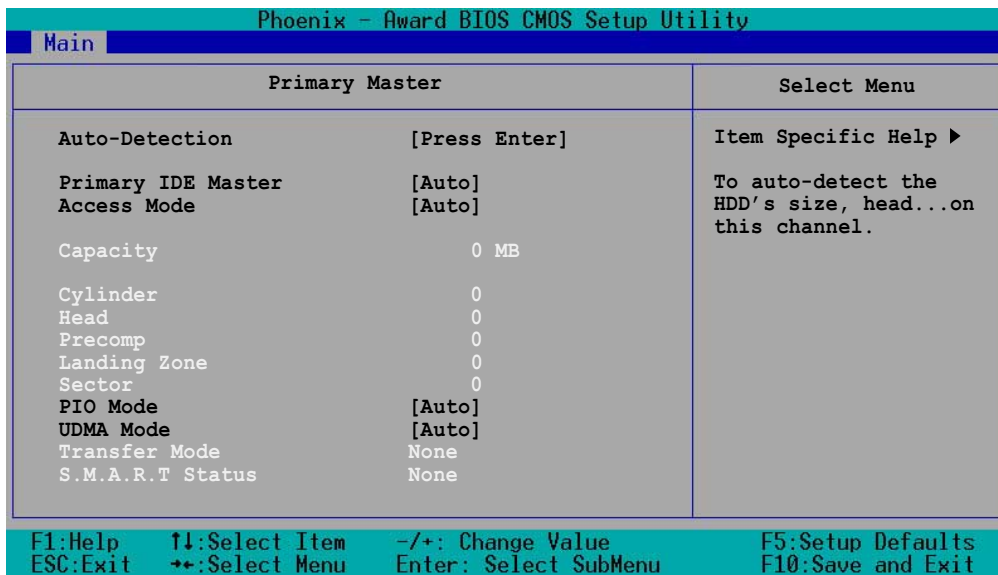 Phoenix - Award BIOS CMOS Setup Utility
Main
Primary Master
Select Menu
Auto-Detection [Press Enter]
Item Specific Help ▶
Primary IDE Master [Auto]
To auto-detect the
Access Mode [Auto]
HDD's size, head...on
this channel.
Capacity 0 MB
Cylinder 0
Head 0
Precomp 0
Landing Zone 0
Sector 0
PIO Mode [Auto]
UDMA Mode [Auto]
Transfer Mode None
S.M.A.R.T Status None
F1:Help ↑↓:Select Item -/+: Change Value F5:Setup Defaults
ESC:Exit →←:Select Menu Enter: Select SubMenu F10:Save and Exit